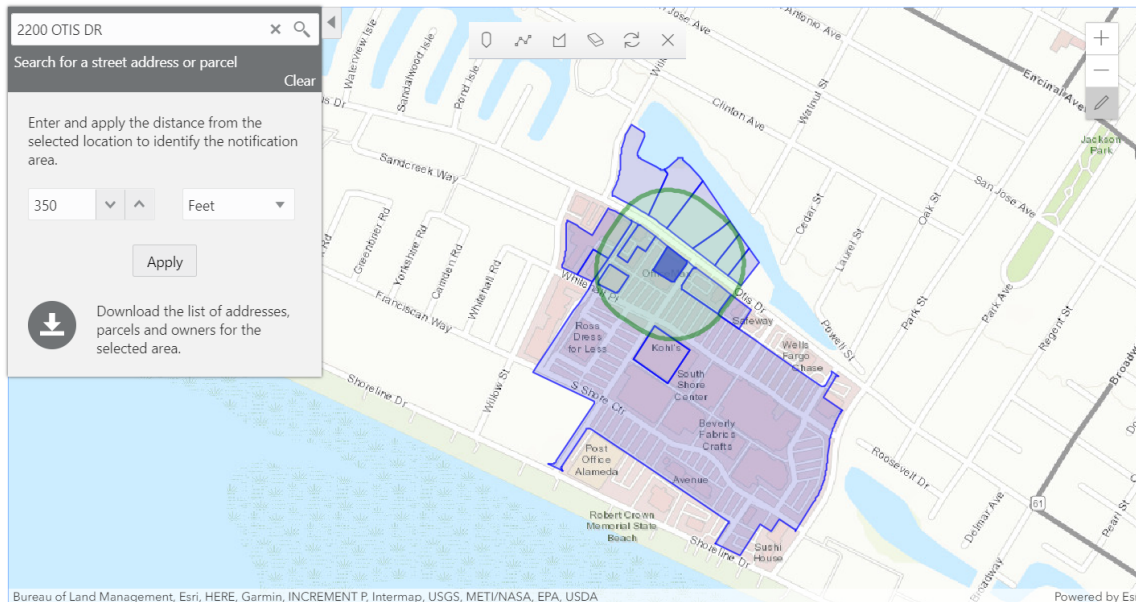 2200 OTIS DR
Search for a street address or parcel
Clear
Enter and apply the distance from the
selected location to identify the notification
area.
350
Feet
Apply
Download the list of addresses,
parcels and owners for the
selected area.
Waterview Isle
Sandalwood Isle
Pond Isle
San Jose Ave
Antonio Ave
Walnut St
Encinal Ave
Clinton Ave
Jackson
Park
Sandcreek Way
San Jose Ave
Cedar St
Oak St
Laurel St
Greenbrier Rd
Yorkshire Rd
Camden Rd
Whitehall Rd
Franciscan Way
Otis Dr
Park St
Park Ave
Regent St
Powell St
Safeway
Ross
Dress
for Less
Kohl's
Wells
Fargo
Chase
South
Shore
Center
Shoreline Dr
Willow St
S Shore Ctr
Beverly
Fabrics
Crafts
Post
Office
Alameda
Avenue
Roosevelt Dr
61
Delmar Ave
Pearl St
Broadway
Robert Crown
Memorial State
Beach
Shoreline Dr
Sushi
House
Bureau of Land Management, Esri, HERE, Garmin, INCREMENT P, Intermap, USGS, METI/NASA, EPA, USDA
Powered by Esri